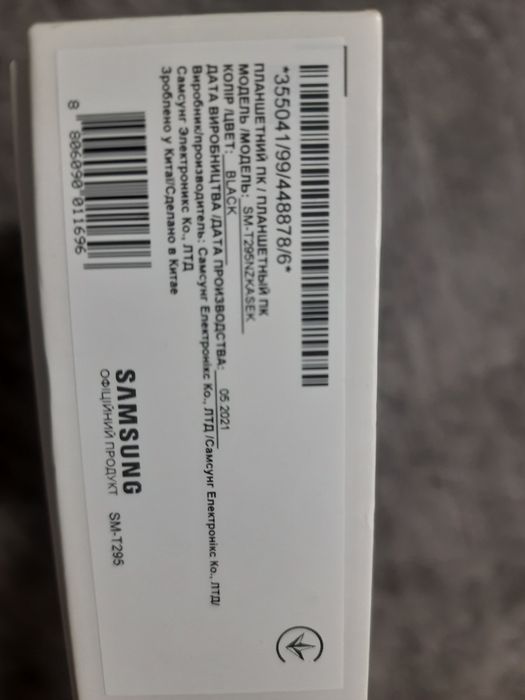 *355041/99/448878/6*
ПЛАНШЕТНИЙ ПК / ПЛАНШЕТНЫЙ ПК
МОДЕЛЬ /МОДЕЛЬ: SM-T295NZKASEK
КОЛІР /ЦВЕТ: BLACK
ДАТА ВИРОБНИЦТВА /ДАТА ПРОИЗВОДСТВА: 05.2021
Виробник/производитель: Самсунг Електронікс Ко., ЛТД /Самсунг Електронікс Ко., ЛТД/
Самсунг Электроникс Ко., ЛТД
Зроблено у Китаї/Сделано в Китае
8 806090 011696
SAMSUNG
ОФІЦІЙНИЙ ПРОДУКТ SM-T295